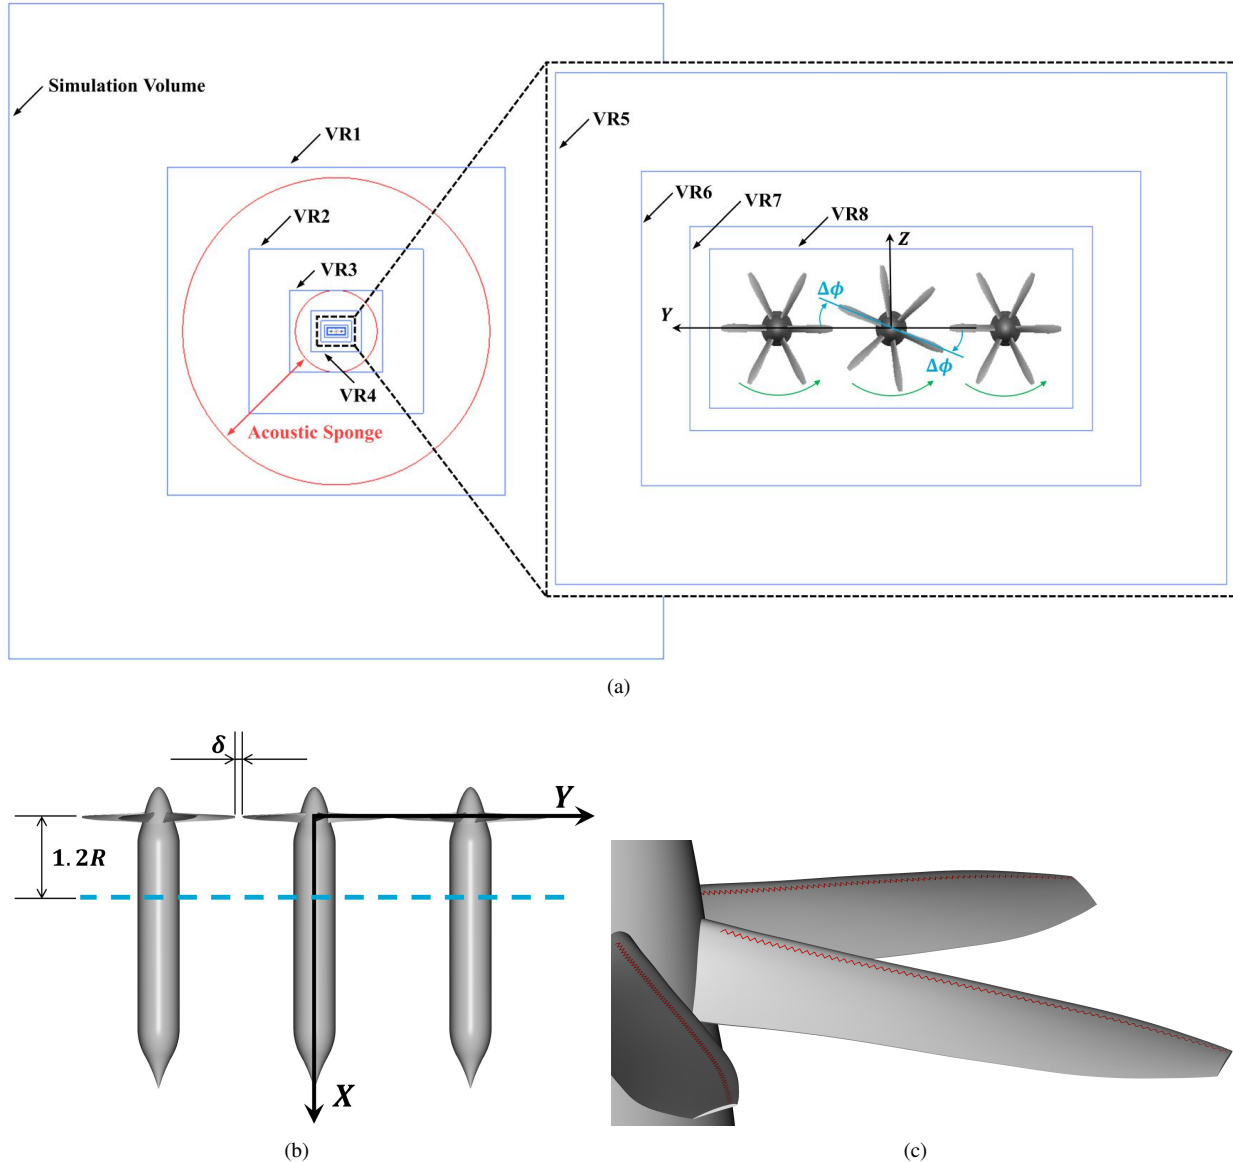 Simulation Volume
VR1
VR2
VR3
VR4
Acoustic Sponge
VR5
VR6
VR7
VR8
Z
Y
Δϕ
Δϕ
(a)
δ
Y
1.2R
X
(b)
(c)